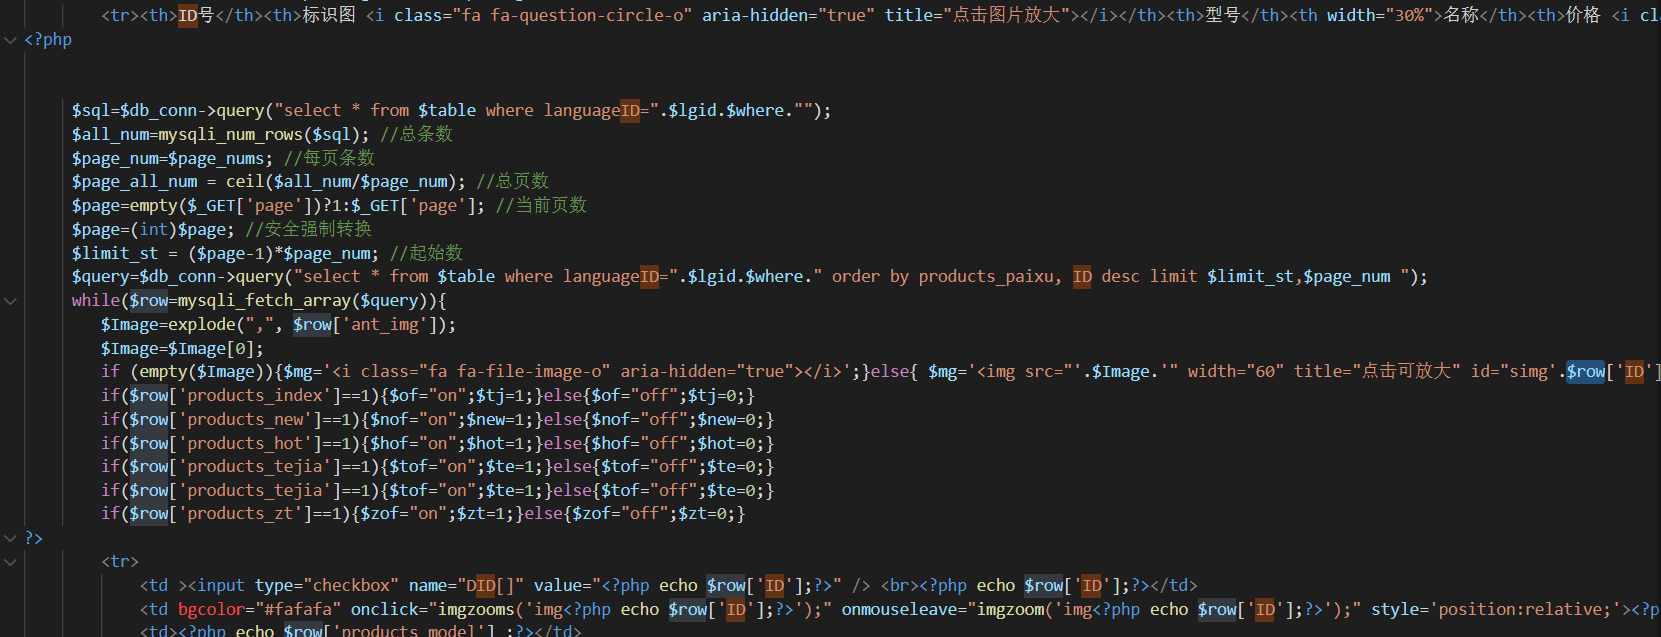 <tr><th>ID号</th><th>标识图 <i class="fa fa-question-circle-o" aria-hidden="true" title="点击图片放大"></i></th><th>型号</th><th width="30%">名称</th><th>价格 <i cl
<?php
$sql=$db_conn->query("select * from $table where languageID=".$lgid.$where."");
$all_num=mysqli_num_rows($sql); //总条数
$page_num=$page_nums; //每页条数
$page_all_num = ceil($all_num/$page_num); //总页数
$page=empty($_GET['page'])?1:$_GET['page']; //当前页数
$page=(int)$page; //安全强制转换
$limit_st = ($page-1)*$page_num; //起始数
$query=$db_conn->query("select * from $table where languageID=".$lgid.$where." order by products_paixu, ID desc limit $limit_st,$page_num ");
while($row=mysqli_fetch_array($query)){
$Image=explode(",", $row['ant_img']);
$Image=$Image[0];
if (empty($Image)){$mg='<i class="fa fa-file-image-o" aria-hidden="true"></i>';}else{ $mg='<img src="'.$Image.'" width="60" title="点击可放大" id="simg'.$row['ID']
if($row['products_index']==1){$of="on";$tj=1;}else{$of="off";$tj=0;}
if($row['products_new']==1){$nof="on";$new=1;}else{$nof="off";$new=0;}
if($row['products_hot']==1){$hof="on";$hot=1;}else{$hof="off";$hot=0;}
if($row['products_tejia']==1){$tof="on";$te=1;}else{$tof="off";$te=0;}
if($row['products_tejia']==1){$tof="on";$te=1;}else{$tof="off";$te=0;}
if($row['products_zt']==1){$zof="on";$zt=1;}else{$zof="off";$zt=0;}
?>
<tr>
<td ><input type="checkbox" name="DID[]" value="<?php echo $row['ID'];?>" /> <br><?php echo $row['ID'];?></td>
<td bgcolor="#fafafa" onclick="imgzooms('img<?php echo $row['ID'];?>');" onmouseleave="imgzoom('img<?php echo $row['ID'];?>');" style='position:relative;'><?p
<td><?php echo $row['products_model'] ;?></td>